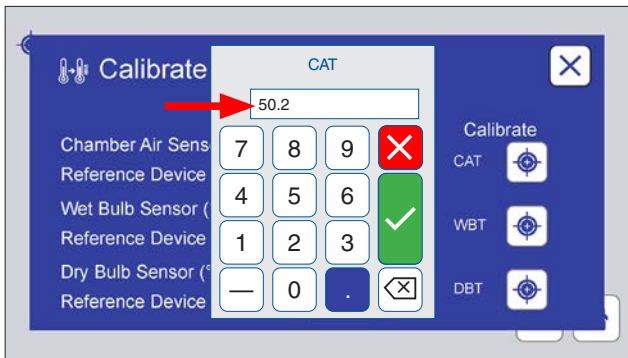 Calibrate
CAT
50.2
Calibrate
Chamber Air Sens
Reference Device
CAT
Wet Bulb Sensor (
Reference Device
WBT
Dry Bulb Sensor (°
Reference Device
DBT
7 8 9
4 5 6
1 2 3
— 0 .